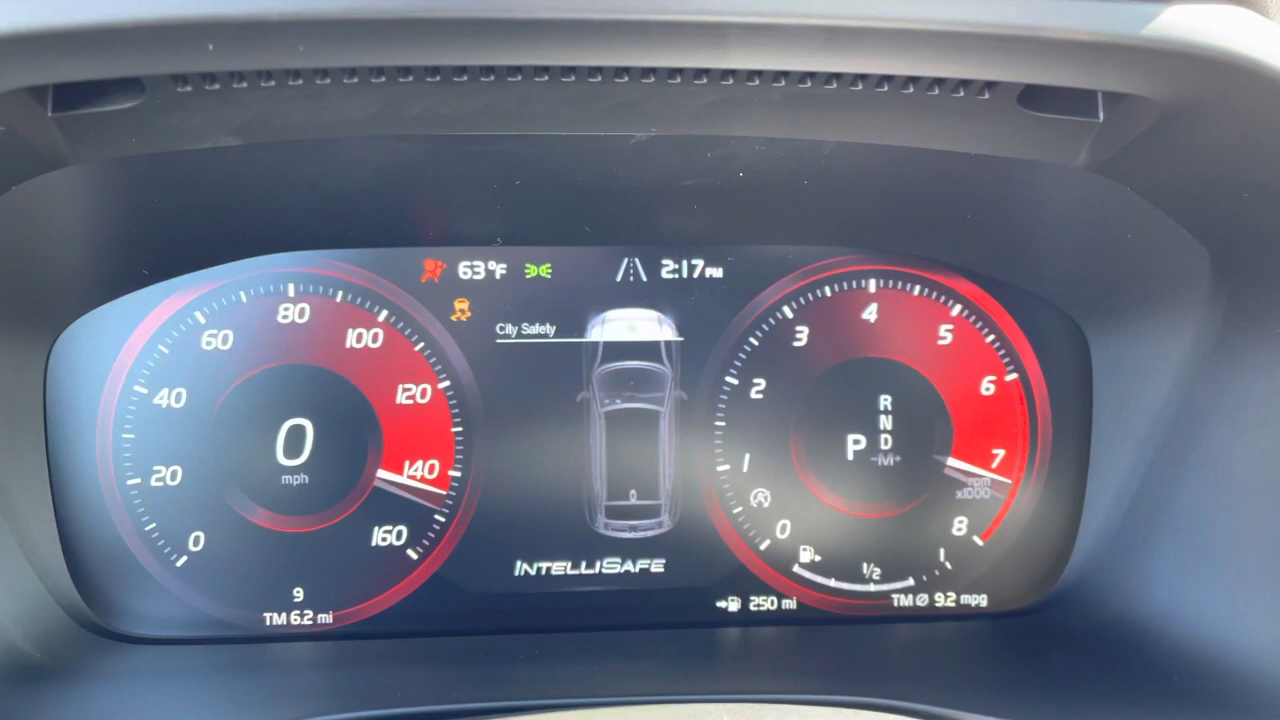 63°F
2:17PM
City Safety
0
20
40
60
80
100
120
140
160
0
mph
9
TM 6.2 mi
0
INTELLISAFE
0
1
2
3
4
5
6
7
8
rpm
x1000
R
N
P D
-M+
1/2
1
250 mi
TM Ø 9.2 mpg